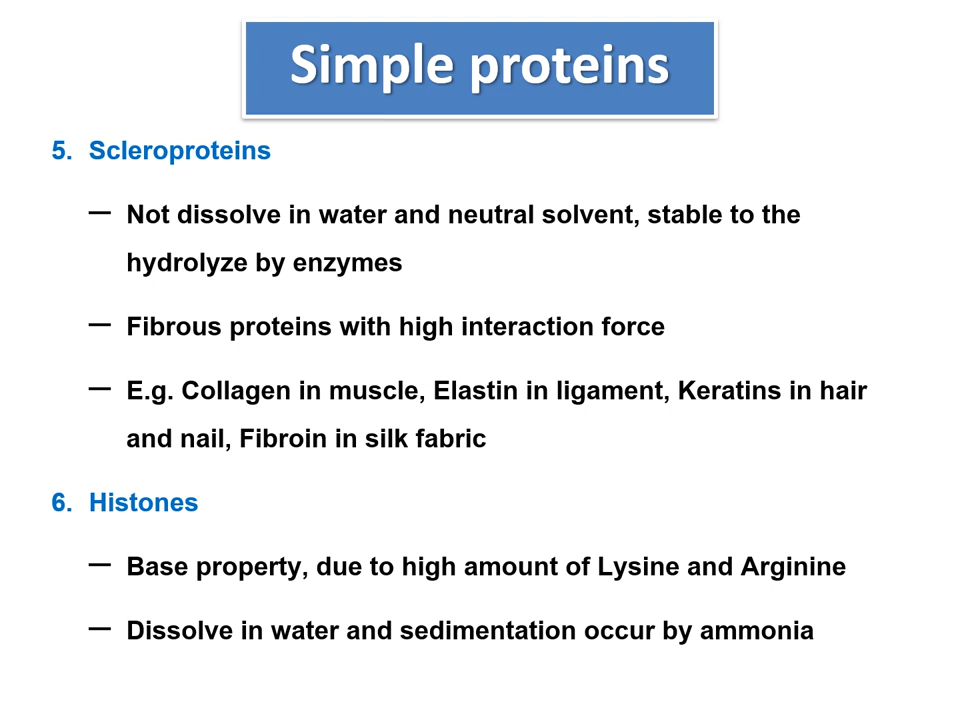 Simple proteins
5. Scleroproteins
— Not dissolve in water and neutral solvent, stable to the
hydrolyze by enzymes
— Fibrous proteins with high interaction force
— E.g. Collagen in muscle, Elastin in ligament, Keratins in hair
and nail, Fibroin in silk fabric
6. Histones
— Base property, due to high amount of Lysine and Arginine
— Dissolve in water and sedimentation occur by ammonia